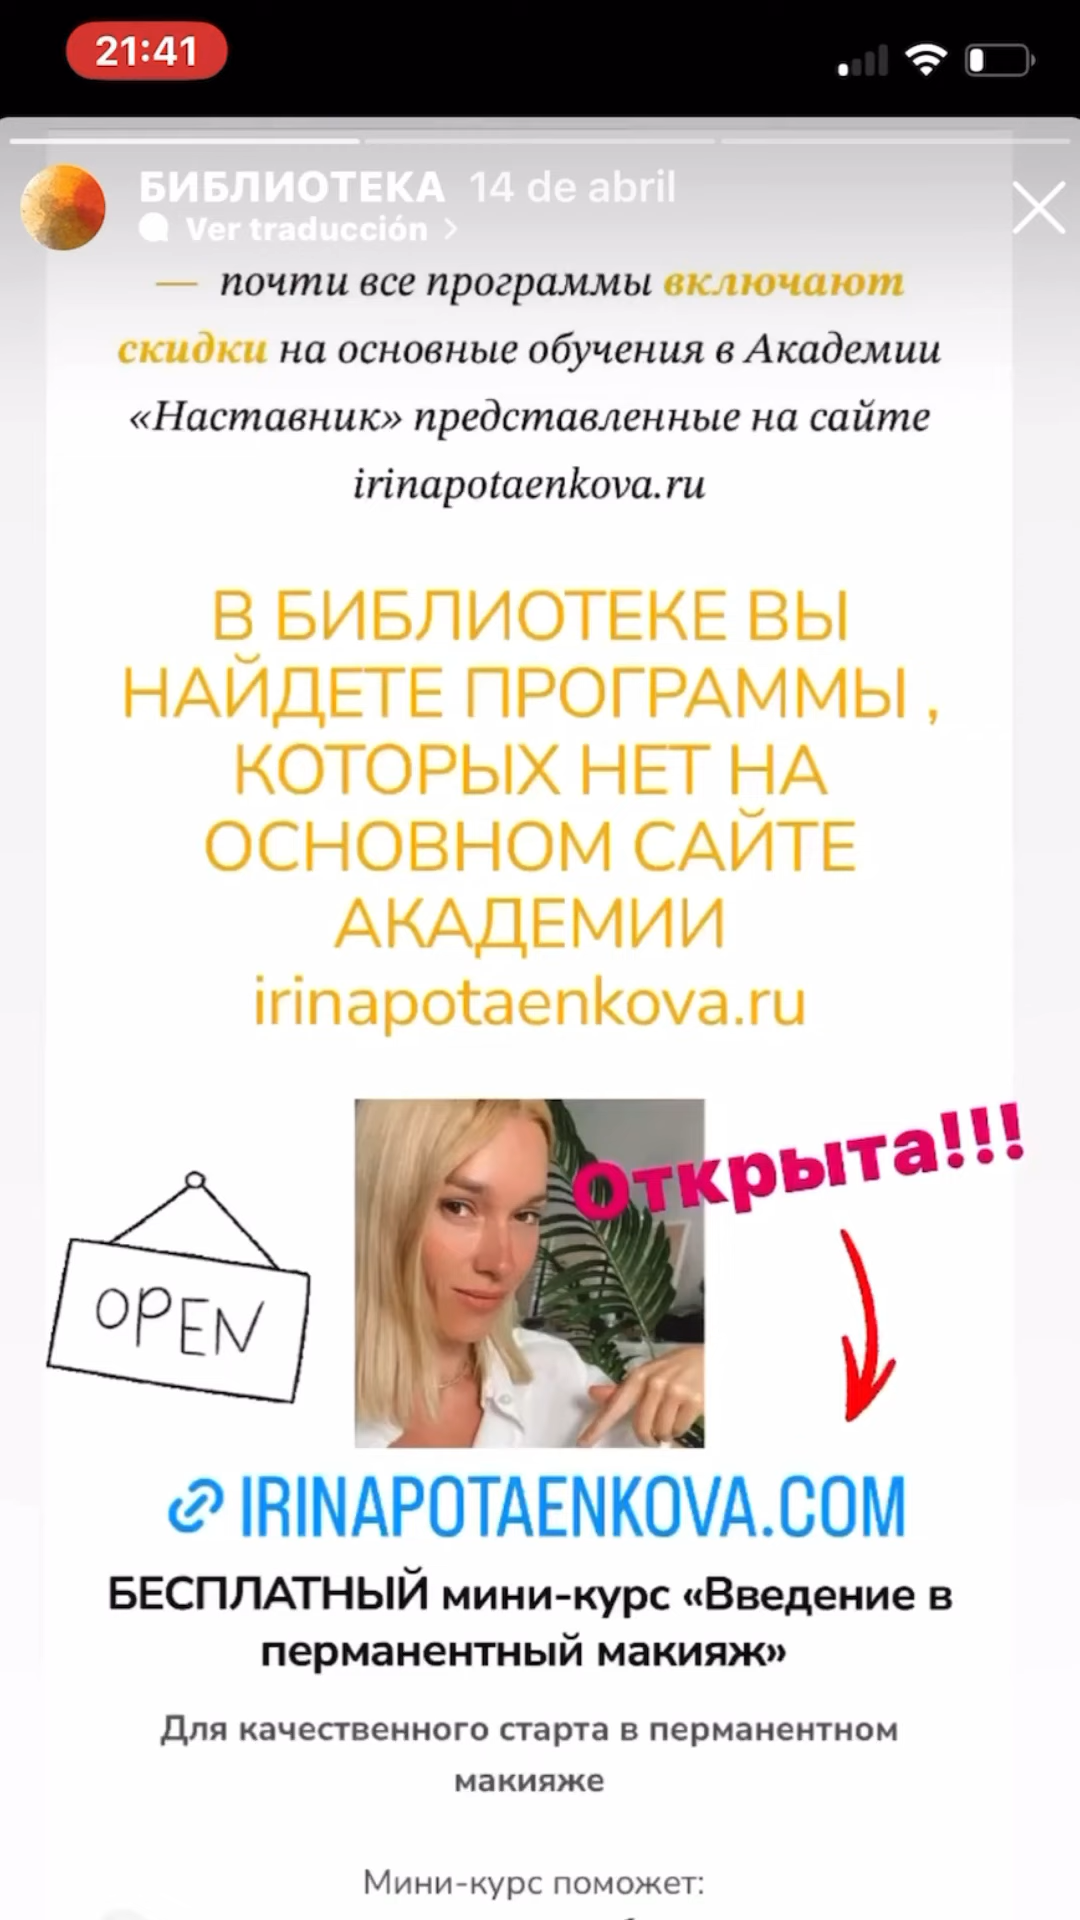 21:41
БИБЛИОТЕКА 14 de abril
Ver traducción
— почти все программы включают
скидки на основные обучения в Академии
«Наставник» представленные на сайте
irinapotaenkova.ru
В БИБЛИОТЕКЕ ВЫ
НАЙДЕТЕ ПРОГРАММЫ ,
КОТОРЫХ НЕТ НА
ОСНОВНОМ САЙТЕ
АКАДЕМИИ
irinapotaenkova.ru
Открыта!!!
OPEN
IRINAPOTAENKOVA.COM
БЕСПЛАТНЫЙ мини-курс «Введение в
перманентный макияж»
Для качественного старта в перманентном
макияже
Мини-курс поможет: